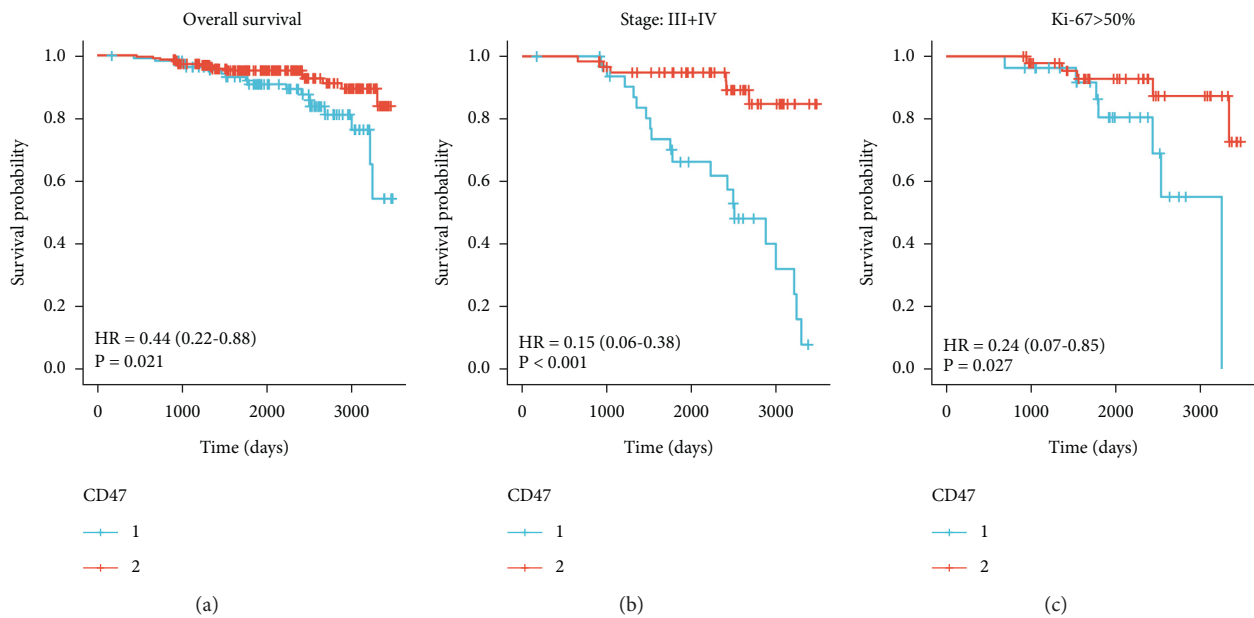 Overall survival
Survival probability
1.0
0.8
0.6
0.4
0.2
0.0
HR = 0.44 (0.22-0.88)
P = 0.021
0 1000 2000 3000
Time (days)
CD47
1
2
(a)
Stage: III+IV
Survival probability
1.0
0.8
0.6
0.4
0.2
0.0
HR = 0.15 (0.06-0.38)
P < 0.001
0 1000 2000 3000
Time (days)
CD47
1
2
(b)
Ki-67>50%
Survival probability
1.0
0.8
0.6
0.4
0.2
0.0
HR = 0.24 (0.07-0.85)
P = 0.027
0 1000 2000 3000
Time (days)
CD47
1
2
(c)